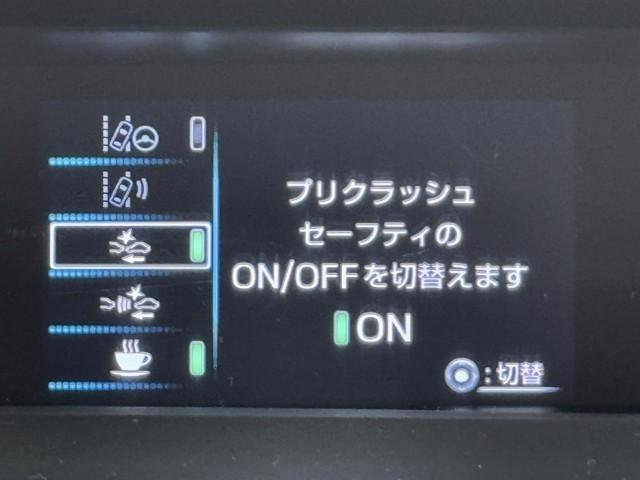 プリクラッシュ
セーフティの
ON/OFFを切替えます
ON
:切替